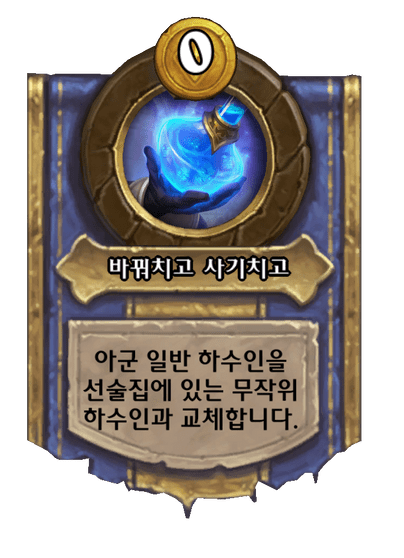 0
바꿔치고 사기치고
아군 일반 하수인을
선술집에 있는 무작위
하수인과 교체합니다.